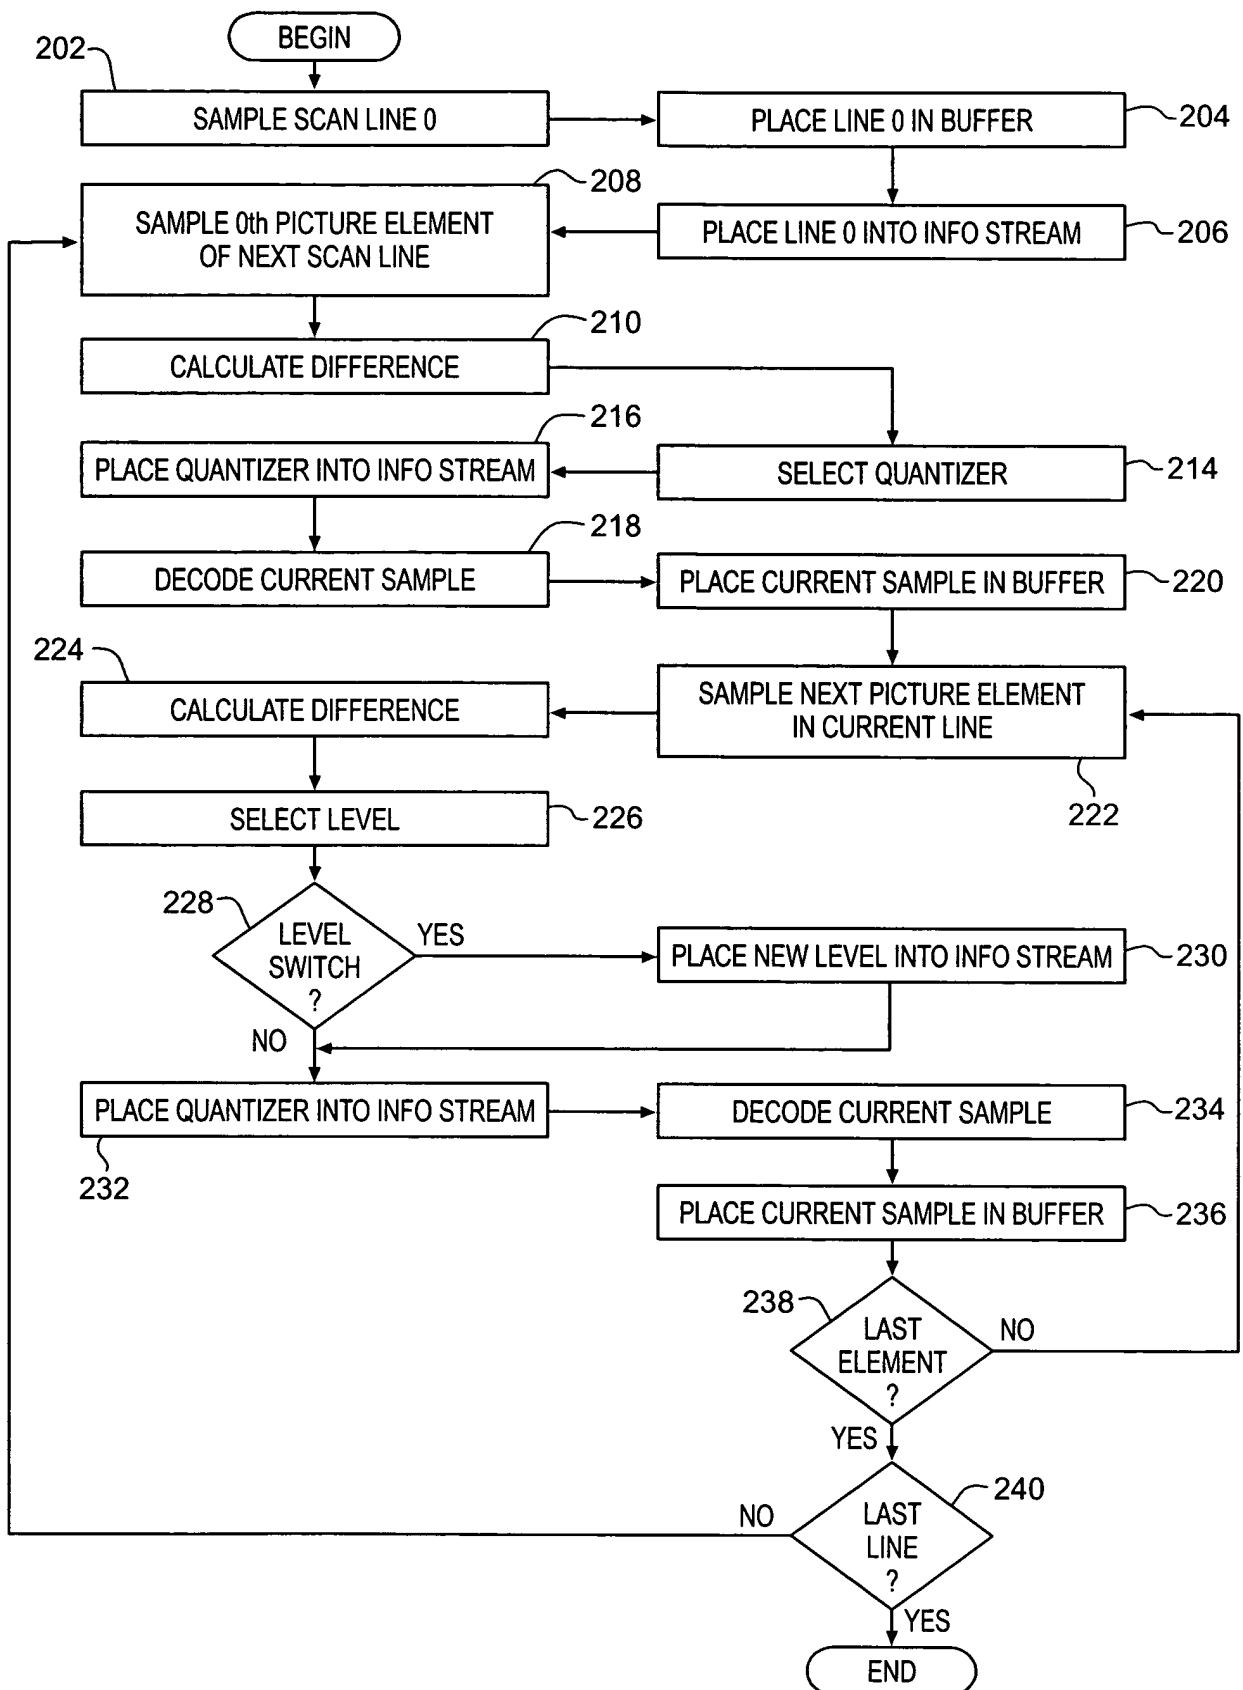 BEGIN
202
SAMPLE SCAN LINE 0
PLACE LINE 0 IN BUFFER
204
208
SAMPLE 0th PICTURE ELEMENT
OF NEXT SCAN LINE
PLACE LINE 0 INTO INFO STREAM
206
210
CALCULATE DIFFERENCE
216
PLACE QUANTIZER INTO INFO STREAM
SELECT QUANTIZER
214
218
DECODE CURRENT SAMPLE
PLACE CURRENT SAMPLE IN BUFFER
220
224
CALCULATE DIFFERENCE
SAMPLE NEXT PICTURE ELEMENT
IN CURRENT LINE
222
SELECT LEVEL
226
228
LEVEL
SWITCH
?
YES
PLACE NEW LEVEL INTO INFO STREAM
230
NO
PLACE QUANTIZER INTO INFO STREAM
232
DECODE CURRENT SAMPLE
234
PLACE CURRENT SAMPLE IN BUFFER
236
238
LAST
ELEMENT
?
NO
YES
240
LAST
LINE
?
NO
YES
END